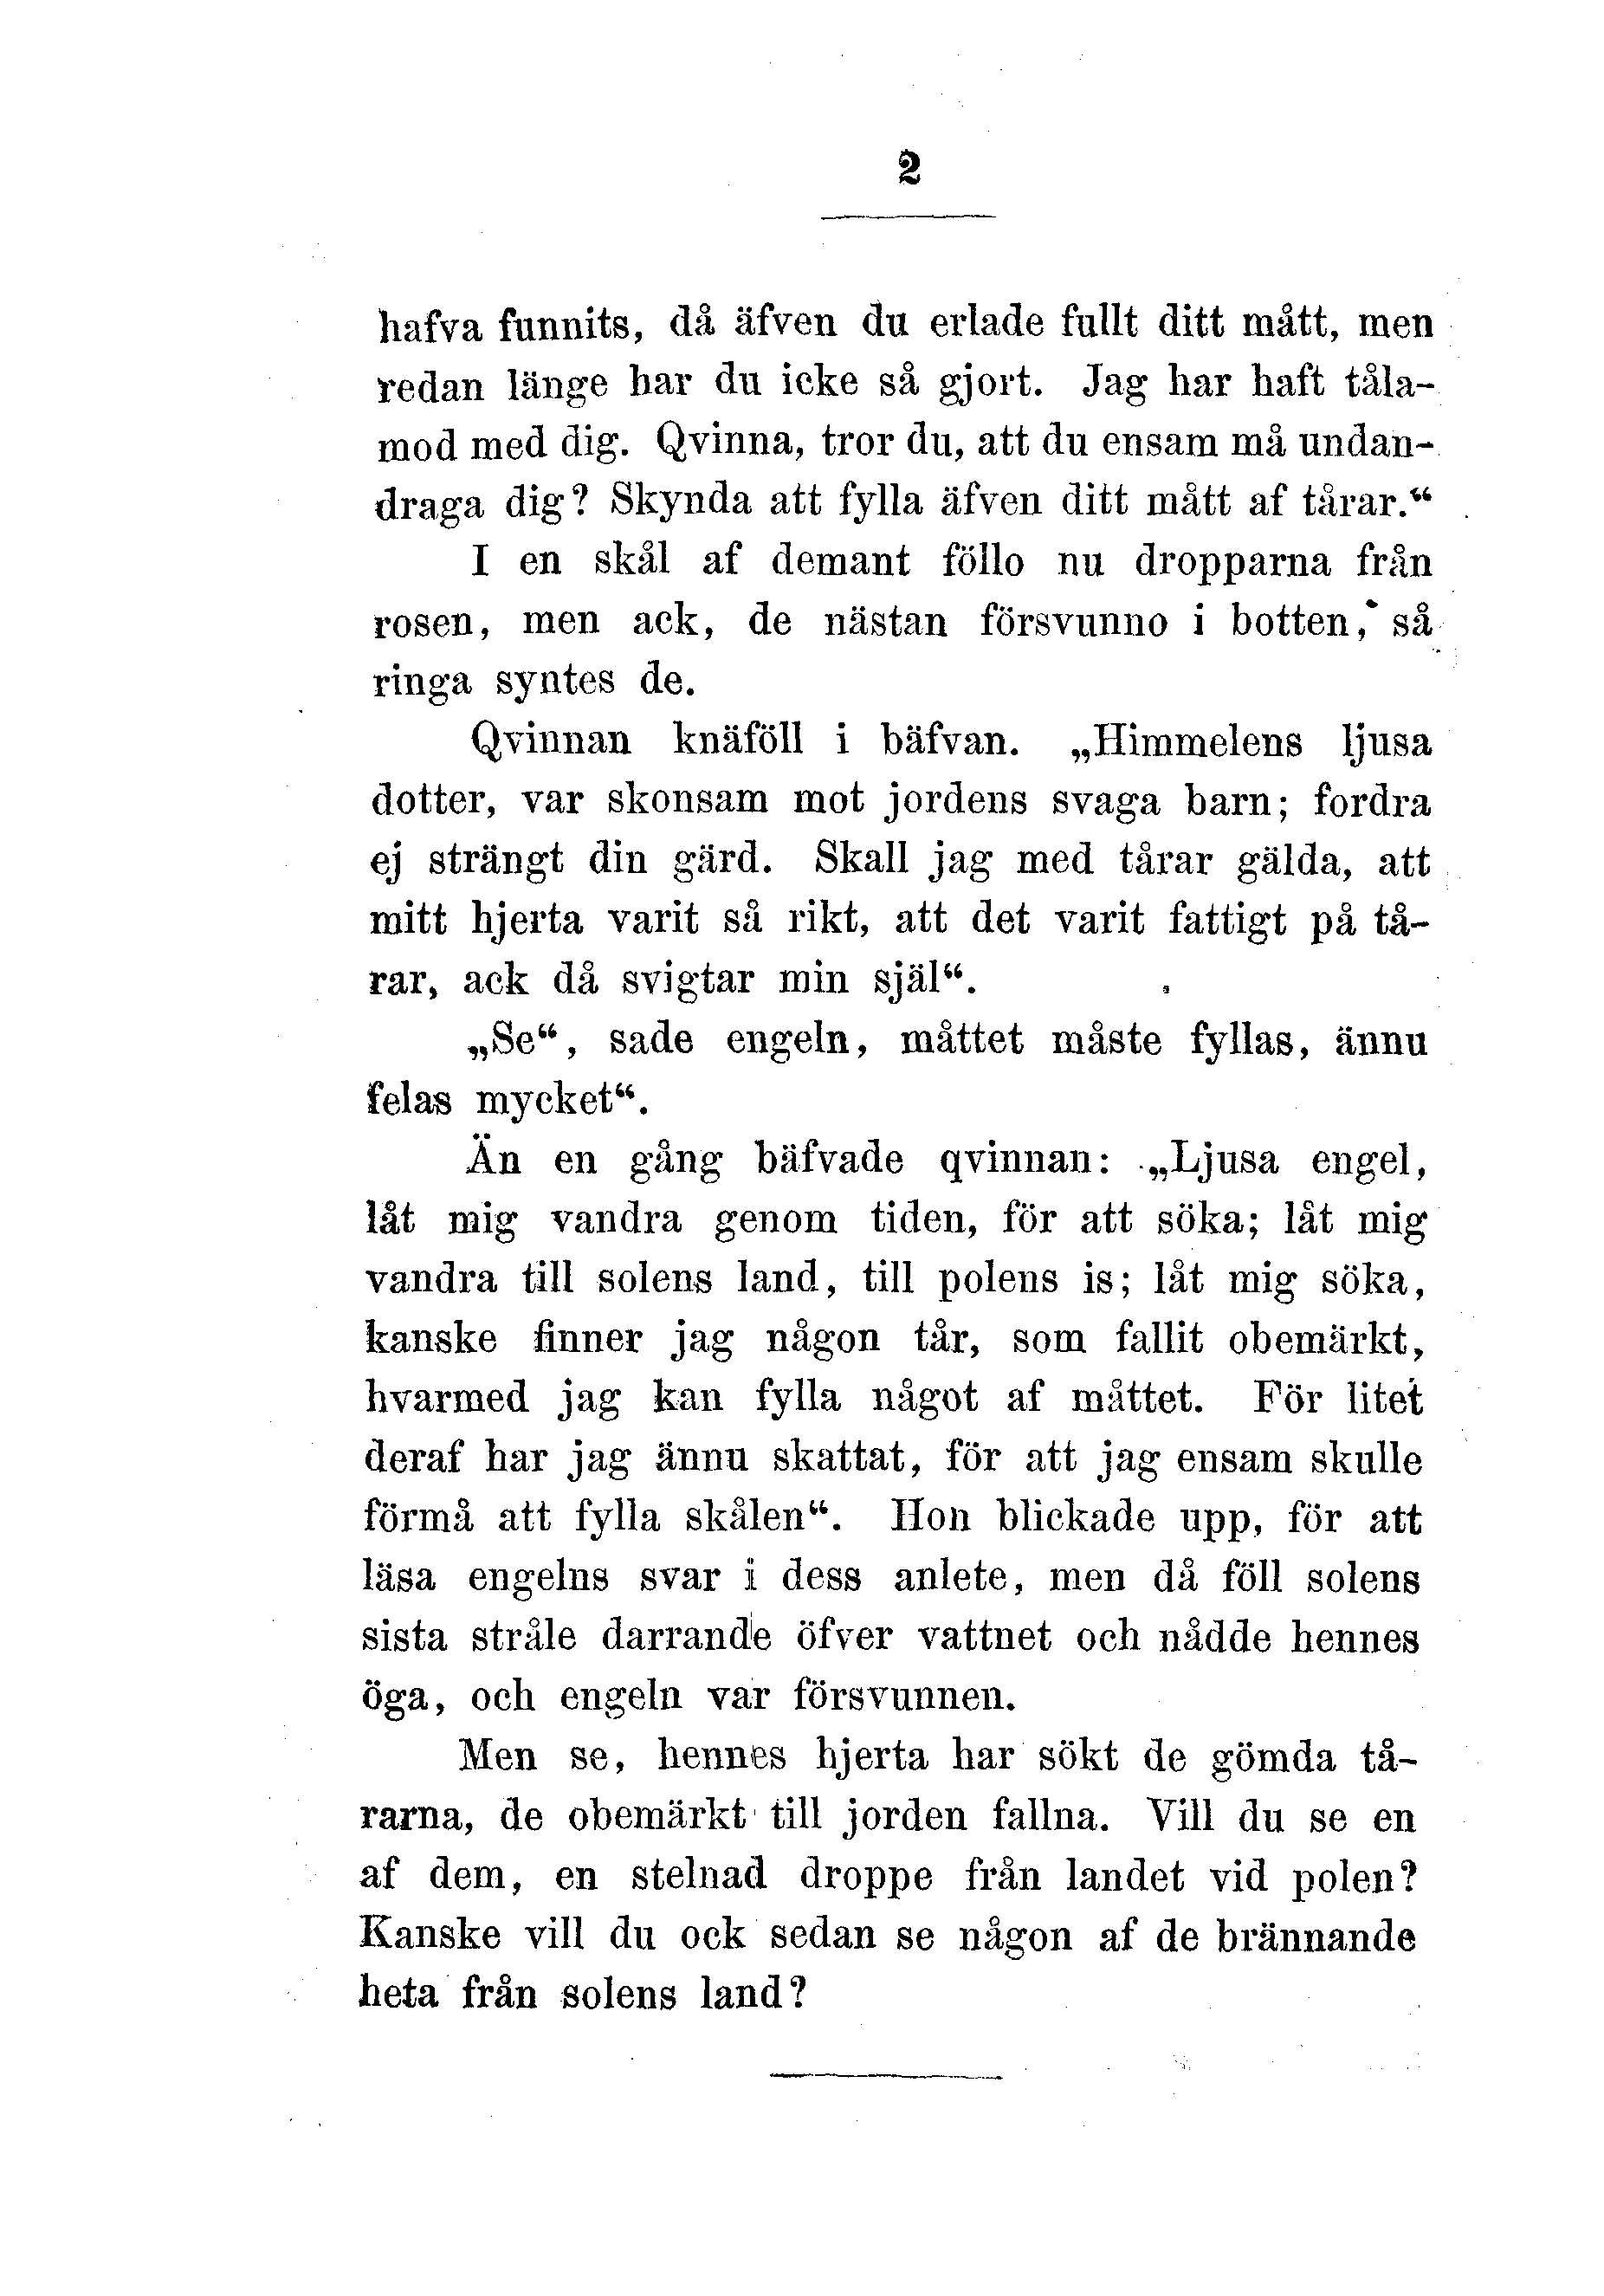 2
hafva funnits, då äfven du erlade fullt ditt mått, men
redan länge har du icke så gjort. Jag har haft tåla-
mod med dig. Qvinna, tror du, att du ensam må undan-
draga dig? Skynda att fylla äfven ditt mått af tårar.“
I en skål af demant föllo nu dropparna från
rosen, men ack, de nästan försvunno i botten, så
ringa syntes de.
Qvinnan knäföll i bäfvan. „Himmelens ljusa
dotter, var skonsam mot jordens svaga barn; fordra
ej strängt din gärd. Skall jag med tårar gälda, att
mitt hjerta varit så rikt, att det varit fattigt på tå-
rar, ack då svigtar min själ“.
„Se“, sade engeln, måttet måste fyllas, ännu
felas mycket“.
Än en gång bäfvade qvinnan: „Ljusa engel,
låt mig vandra genom tiden, för att söka; låt mig
vandra till solens land, till polens is; låt mig söka,
kanske finner jag någon tår, som fallit obemärkt,
hvarmed jag kan fylla något af måttet. För litet
deraf har jag ännu skattat, för att jag ensam skulle
förmå att fylla skålen“. Hon blickade upp, för att
läsa engelns svar i dess anlete, men då föll solens
sista stråle darrande öfver vattnet och nådde hennes
öga, och engeln var försvunnen.
Men se, hennes hjerta har sökt de gömda tå-
rarna, de obemärkt till jorden fallna. Vill du se en
af dem, en stelnad droppe från landet vid polen?
Kanske vill du ock sedan se någon af de brännande
heta från solens land?